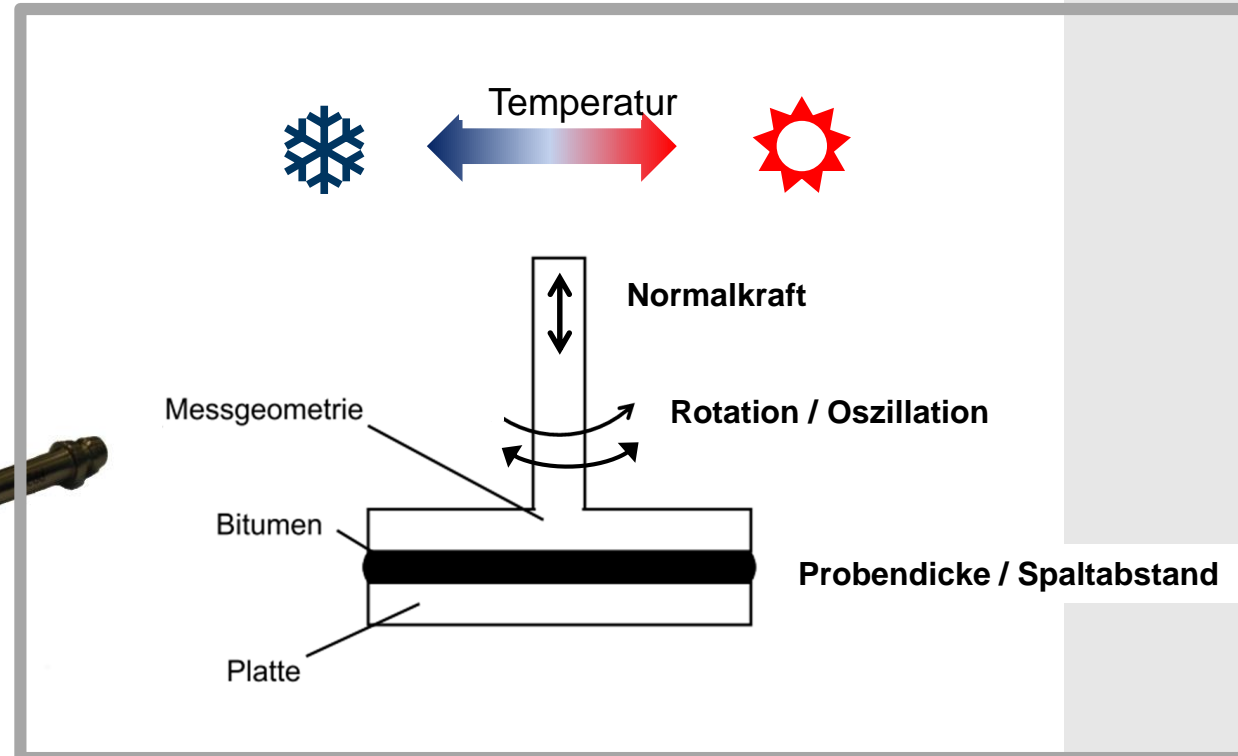 Temperatur
Normalkraft
Messgeometrie
Rotation / Oszillation
Bitumen
Probendicke / Spaltabstand
Platte